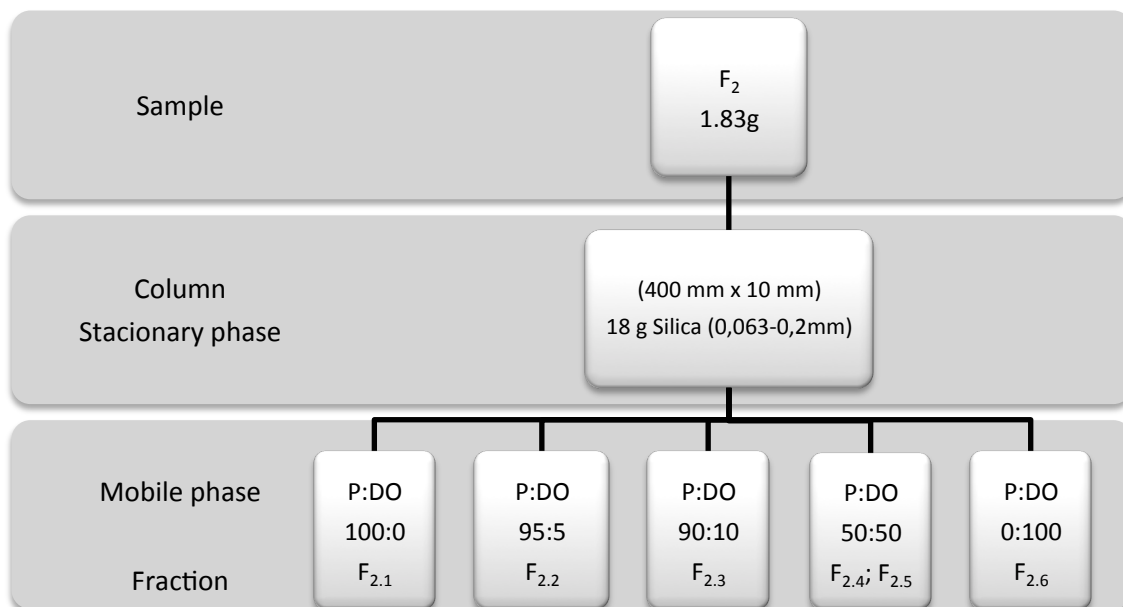 Sample
F₂
1.83g
Column
Stacionary phase
(400 mm x 10 mm)
18 g Silica (0,063-0,2mm)
Mobile phase
Fraction
P:DO
100:0
F₂.₁
P:DO
95:5
F₂.₂
P:DO
90:10
F₂.₃
P:DO
50:50
F₂.₄; F₂.₅
P:DO
0:100
F₂.₆